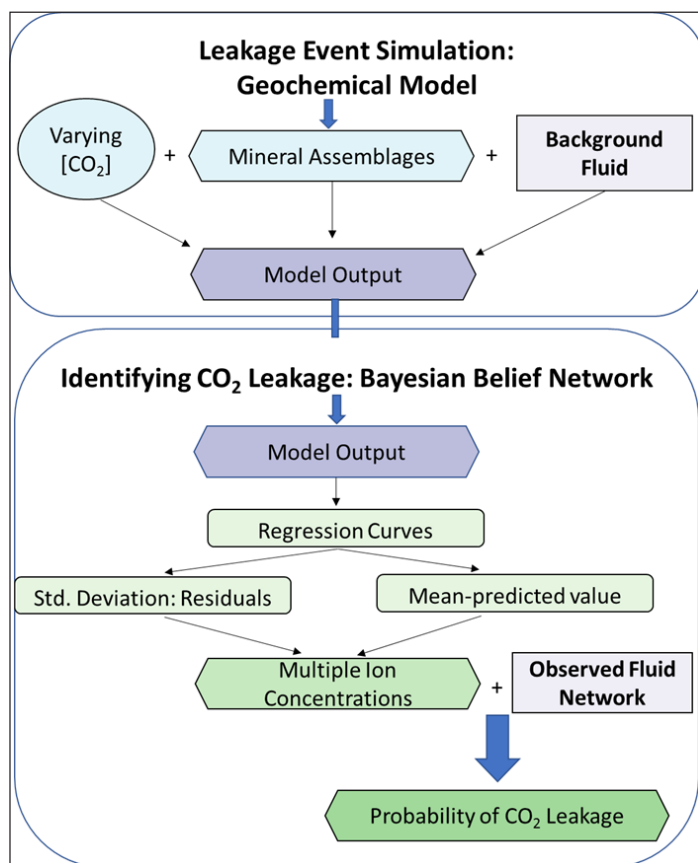 Leakage Event Simulation:
Geochemical Model
Varying
[CO₂]
+
Mineral Assemblages
+
Background
Fluid
Model Output
Identifying CO₂ Leakage: Bayesian Belief Network
Model Output
Regression Curves
Std. Deviation: Residuals
Mean-predicted value
Multiple Ion
Concentrations
+
Observed Fluid
Network
Probability of CO₂ Leakage